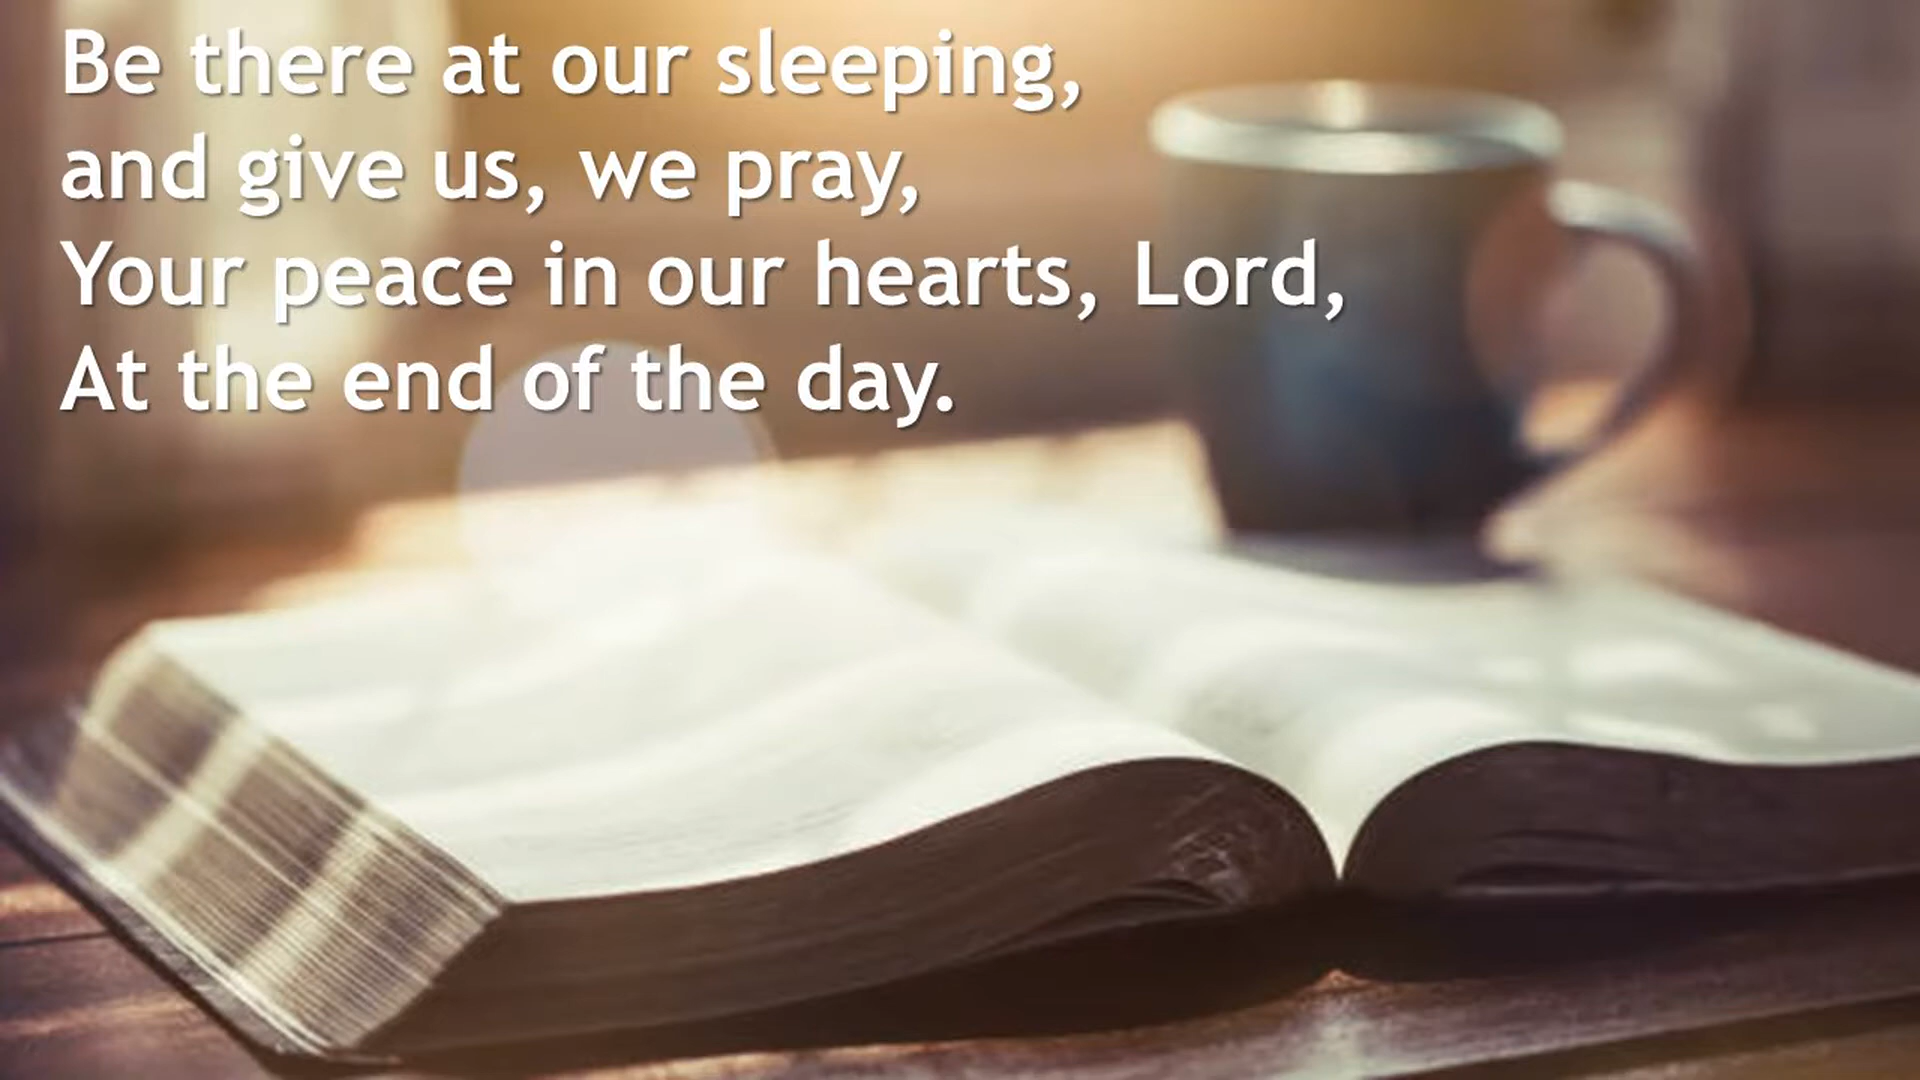 Be there at our sleeping,
and give us, we pray,
Your peace in our hearts, Lord,
At the end of the day.